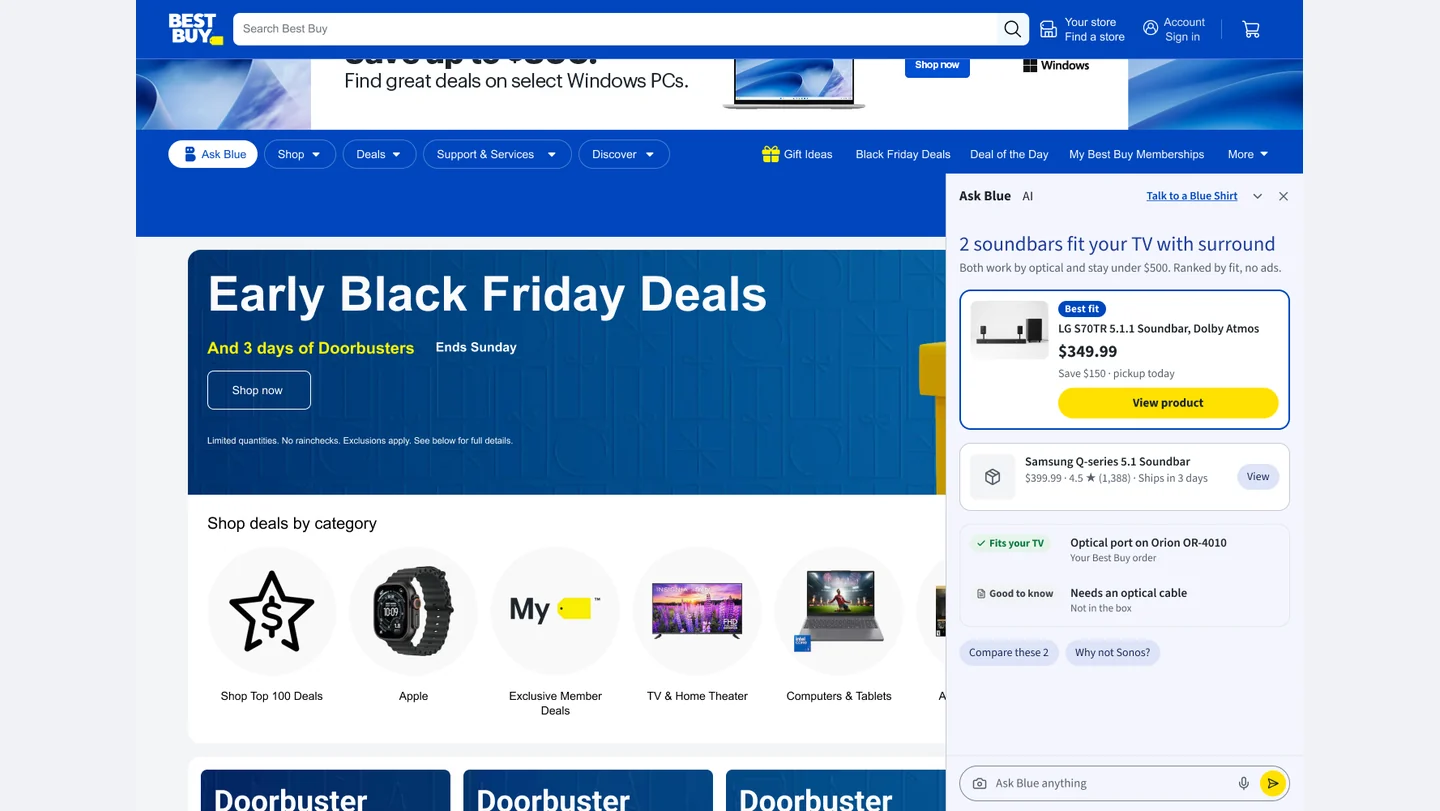 BEST BUY
Search Best Buy
Your store
Find a store
Account
Sign in
Find great deals on select Windows PCs.
Shop now
Windows
Ask Blue
Shop
Deals
Support & Services
Discover
Gift Ideas
Black Friday Deals
Deal of the Day
My Best Buy Memberships
More
Early Black Friday Deals
And 3 days of Doorbusters
Ends Sunday
Shop now
Limited quantities. No rainchecks. Exclusions apply. See below for full details.
Shop deals by category
My ™
INSIGNIA
FHD
intel
Shop Top 100 Deals
Apple
Exclusive Member
Deals
TV & Home Theater
Computers & Tablets
A
Doorbuster
Doorbuster
Doorbuster
Ask Blue AI
Talk to a Blue Shirt
2 soundbars fit your TV with surround
Both work by optical and stay under $500. Ranked by fit, no ads.
Best fit
LG S70TR 5.1.1 Soundbar, Dolby Atmos
$349.99
Save $150 · pickup today
View product
Samsung Q-series 5.1 Soundbar
$399.99 · 4.5 ★ (1,388) · Ships in 3 days
View
Fits your TV
Optical port on Orion OR-4010
Your Best Buy order
Good to know
Needs an optical cable
Not in the box
Compare these 2
Why not Sonos?
Ask Blue anything